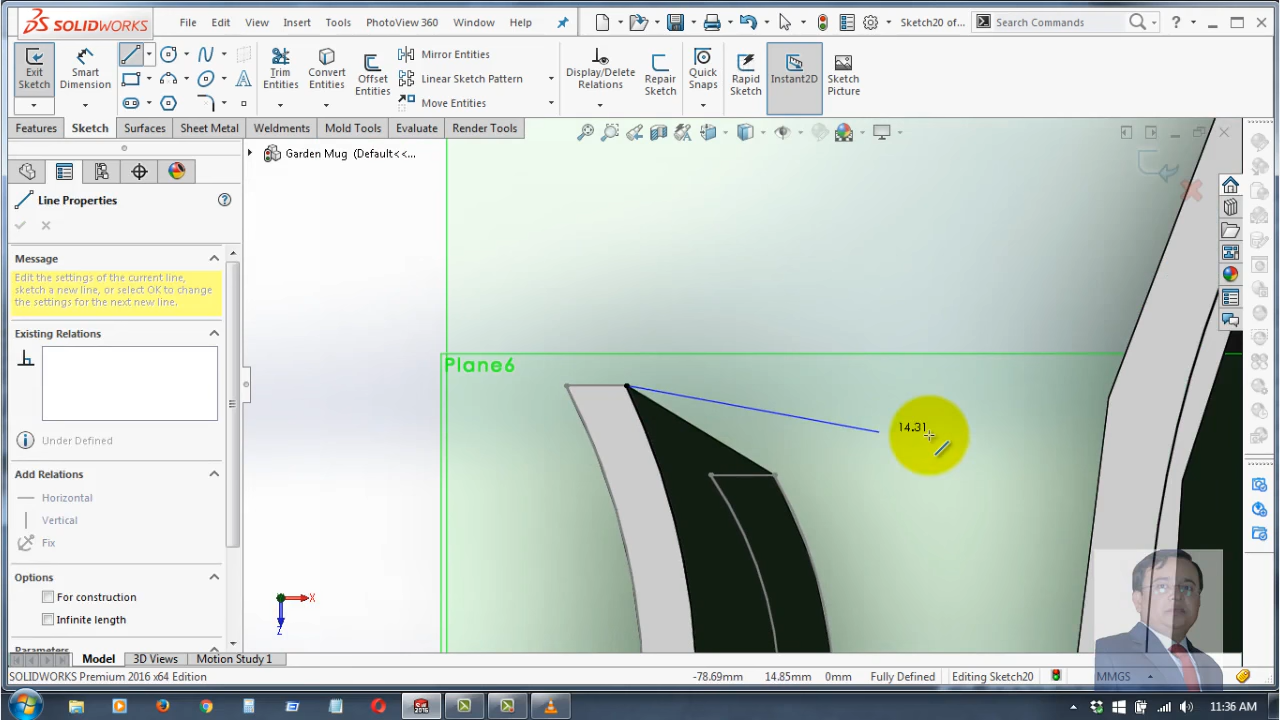 SOLIDWORKS File Edit View Insert Tools PhotoView 360 Window Help Sketch20 of... Search Commands ?
Exit Sketch
Smart Dimension
Trim Entities
Convert Entities
Offset Entities
Mirror Entities
Linear Sketch Pattern
Move Entities
Display/Delete Relations
Repair Sketch
Quick Snaps
Rapid Sketch
Instant2D
Sketch Picture
Features Sketch Surfaces Sheet Metal Weldments Mold Tools Evaluate Render Tools
Garden Mug (Default<<...
Line Properties
Message
Edit the settings of the current line,
sketch a new line, or select OK to change
the settings for the next new line.
Existing Relations
Under Defined
Add Relations
Horizontal
Vertical
Fix
Options
For construction
Infinite length
Parameters
Plane6
14.31
X
Z
Model 3D Views Motion Study 1
SOLIDWORKS Premium 2016 x64 Edition -78.69mm 14.85mm 0mm Fully Defined Editing Sketch20 MMGS
11:36 AM